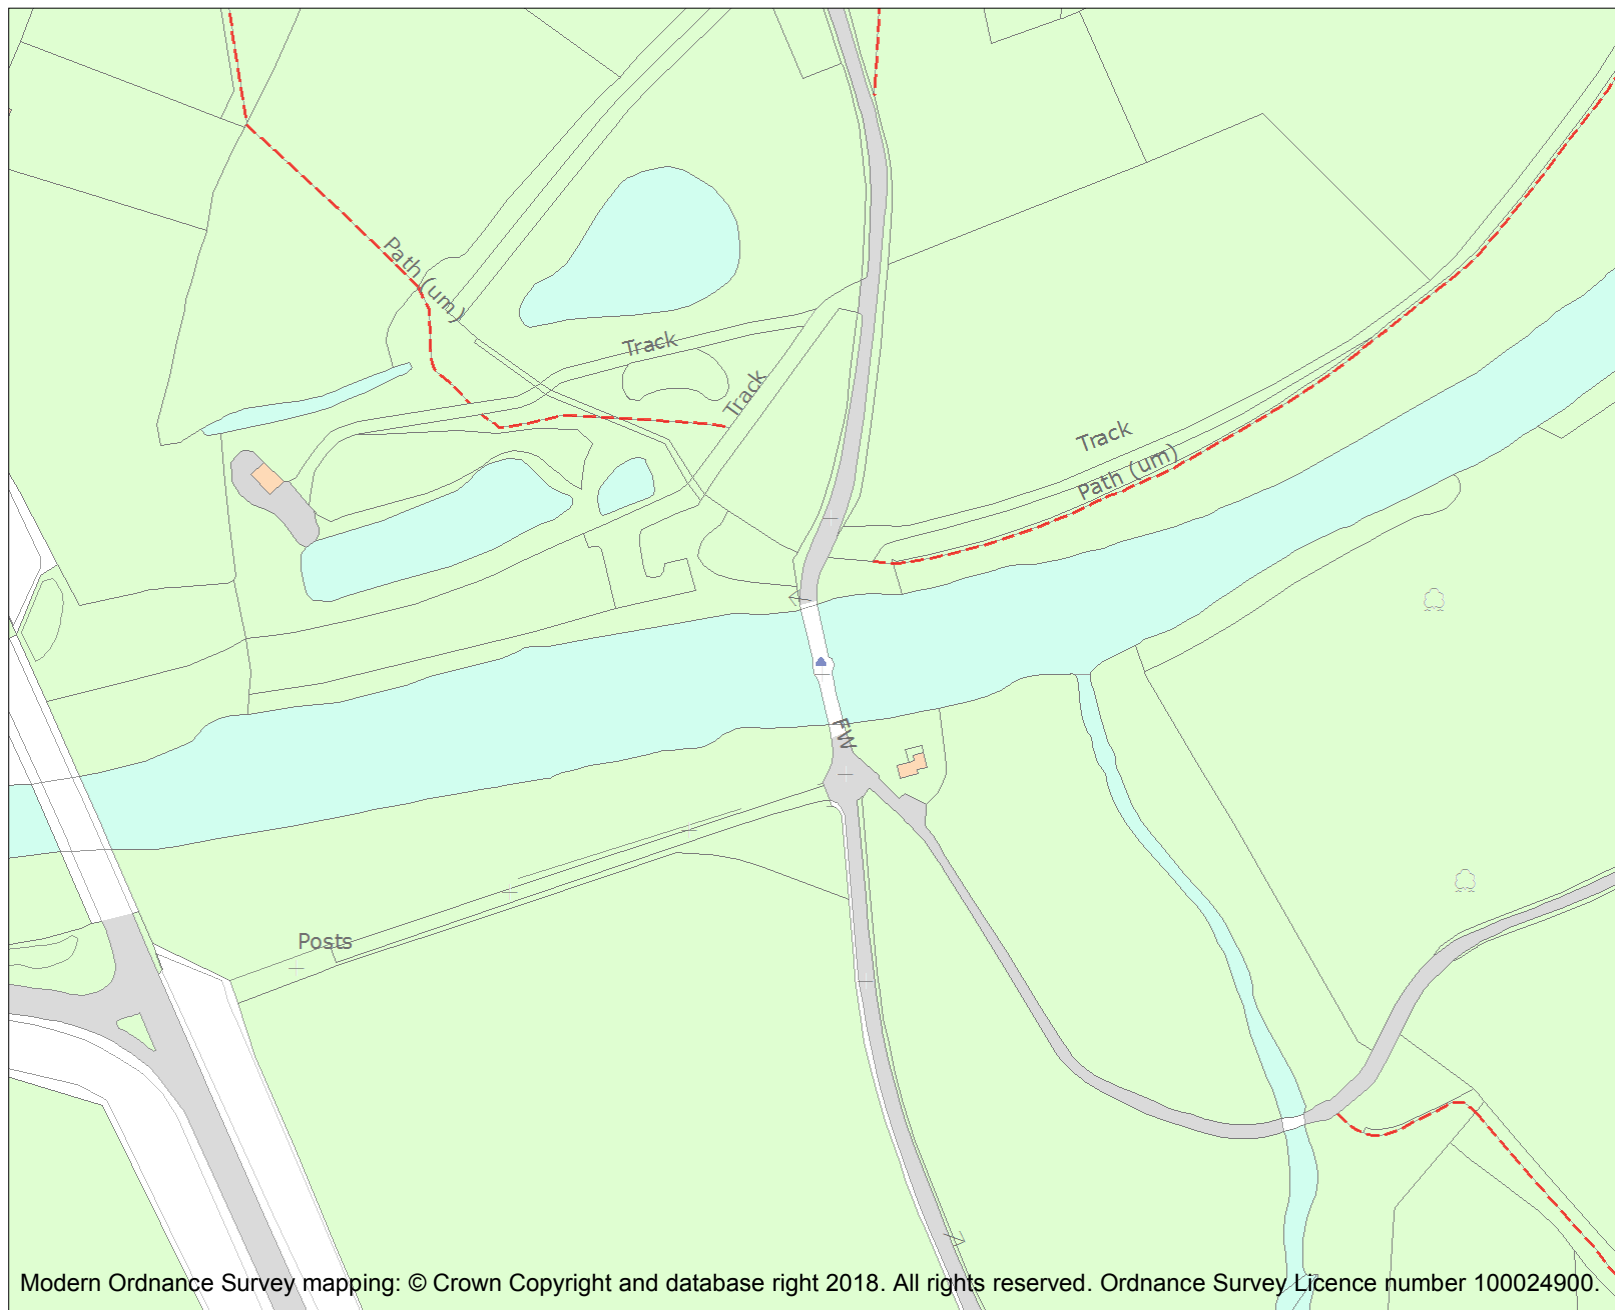 Path (um)
Track
Track
Track
Path (um)
FW
Posts
Modern Ordnance Survey mapping: © Crown Copyright and database right 2018. All rights reserved. Ordnance Survey Licence number 100024900.